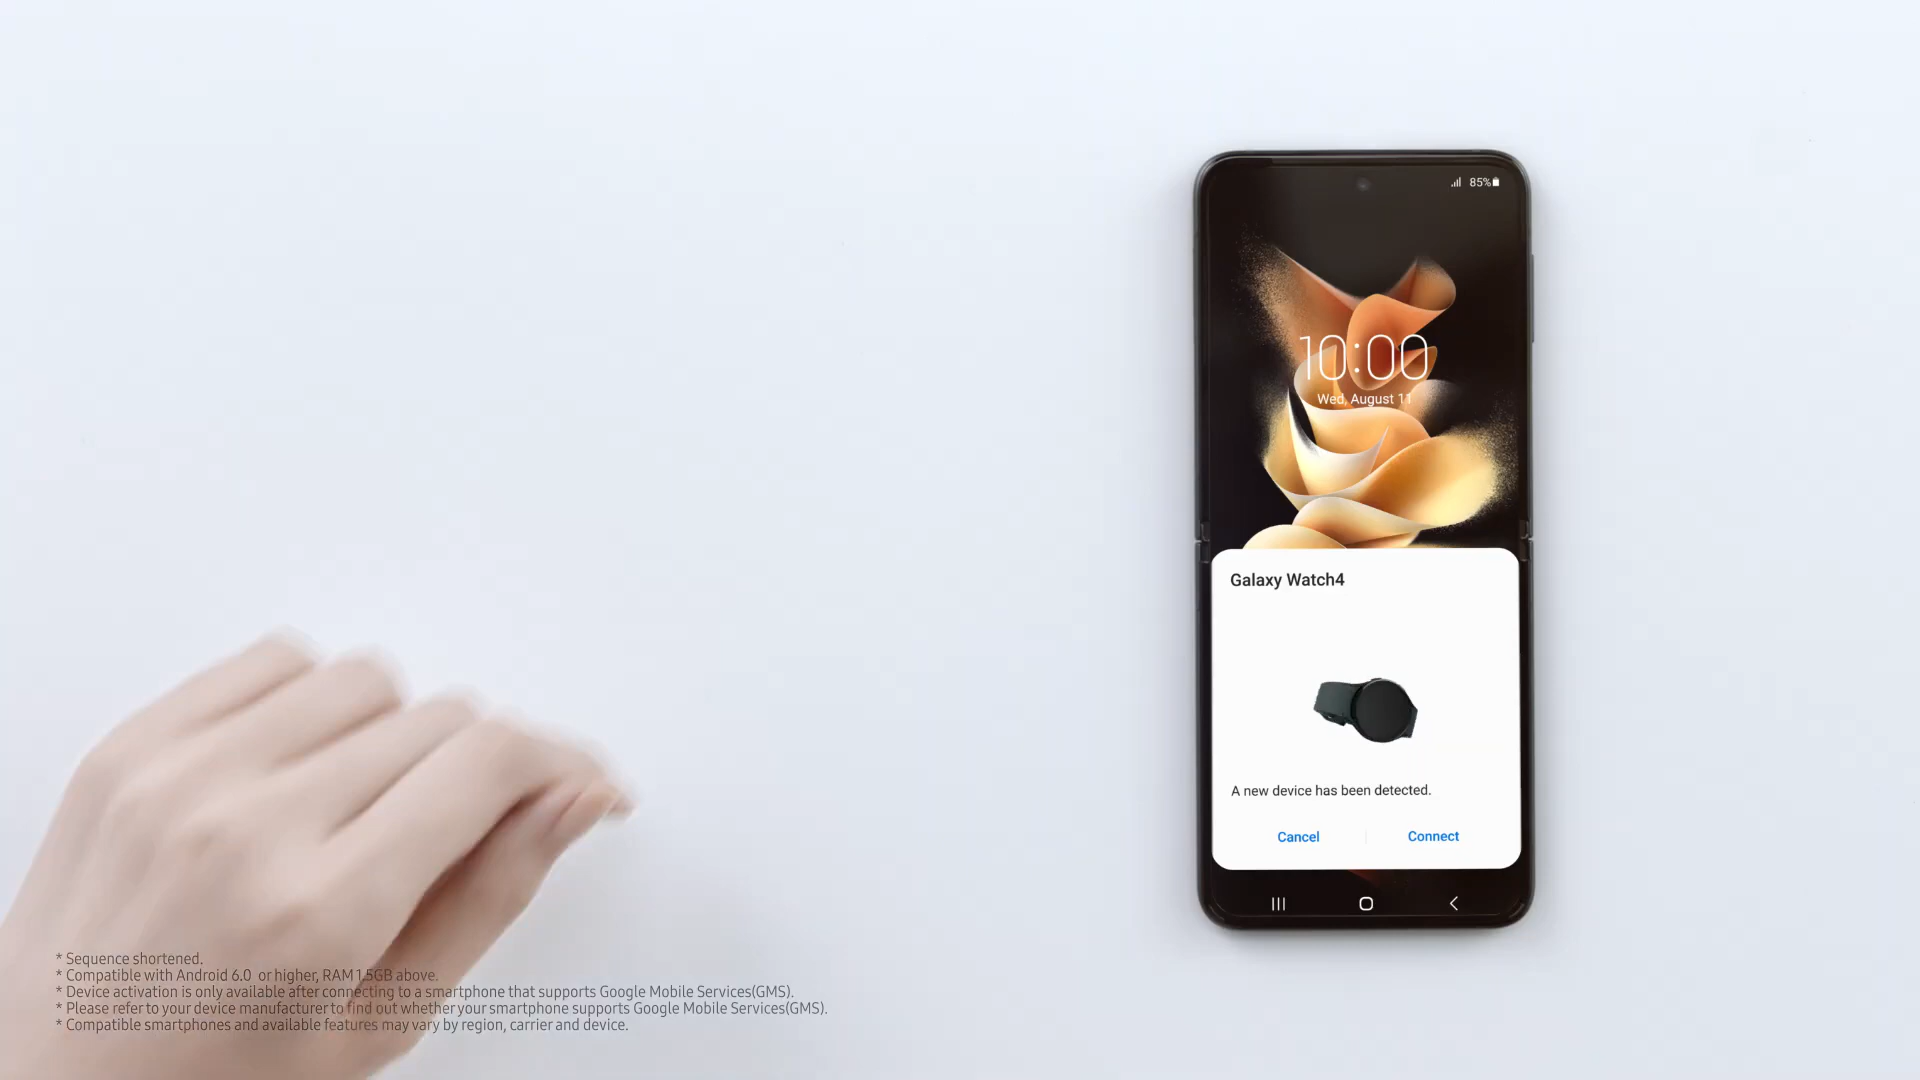 85%
10:00
Wed, August 11
Galaxy Watch4
A new device has been detected.
Cancel
Connect
* Sequence shortened.
* Compatible with Android 6.0 or higher, RAM 1.5GB above.
* Device activation is only available after connecting to a smartphone that supports Google Mobile Services(GMS).
* Please refer to your device manufacturer to find out whether your smartphone supports Google Mobile Services(GMS).
* Compatible smartphones and available features may vary by region, carrier and device.